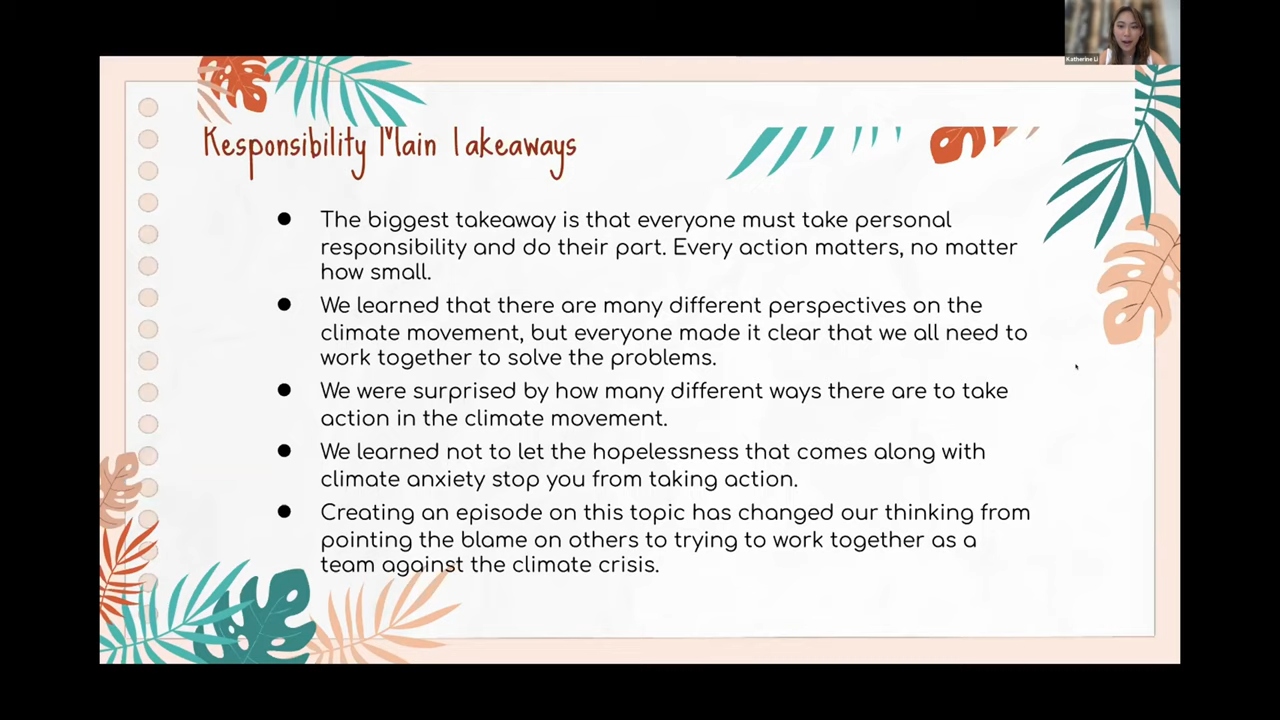 Katherine Li
Responsibility Main Takeaways
● The biggest takeaway is that everyone must take personal
responsibility and do their part. Every action matters, no matter
how small.
● We learned that there are many different perspectives on the
climate movement, but everyone made it clear that we all need to
work together to solve the problems.
● We were surprised by how many different ways there are to take
action in the climate movement.
● We learned not to let the hopelessness that comes along with
climate anxiety stop you from taking action.
● Creating an episode on this topic has changed our thinking from
pointing the blame on others to trying to work together as a
team against the climate crisis.